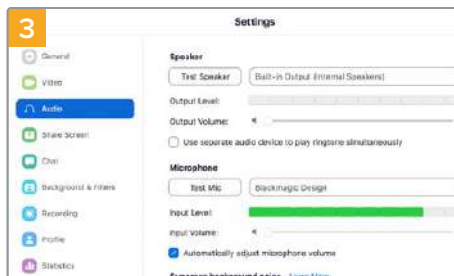 3
Settings
General
Video
Audio
Share Screen
Chat
Background & Filters
Recording
Profile
Statistics
Speaker
Test Speaker
Built-in Output (Internal Speakers)
Output Level:
Output Volume:
Use separate audio device to play ringtone simultaneously
Microphone
Test Mic
Blackmagic Design
Input Level:
Input Volume:
Automatically adjust microphone volume